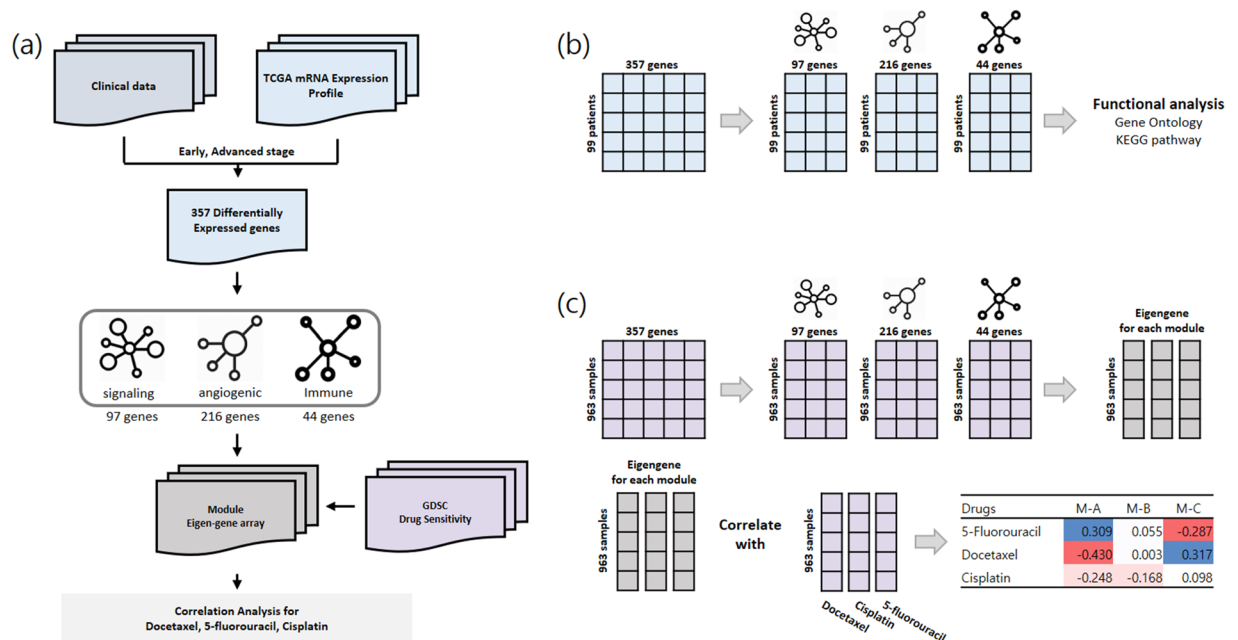 (a)
Clinical data
TCGA mRNA Expression
Profile
Early, Advanced stage
357 Differentially
Expressed genes
signaling
angiogenic
Immune
97 genes
216 genes
44 genes
Module
Eigen-gene array
GDSC
Drug Sensitivity
Correlation Analysis for
Docetaxel, 5-fluorouracil, Cisplatin
(b)
357 genes
97 genes
216 genes
44 genes
99 patients
99 patients
99 patients
99 patients
Functional analysis
Gene Ontology
KEGG pathway
(c)
357 genes
97 genes
216 genes
44 genes
Eigengene
for each module
963 samples
963 samples
963 samples
963 samples
963 samples
Eigengene
for each module
963 samples
Correlate
with
963 samples
Docetaxel
Cisplatin
5-fluorouracil
Drugs M-A M-B M-C
5-Fluorouracil 0.309 0.055 -0.287
Docetaxel -0.430 0.003 0.317
Cisplatin -0.248 -0.168 0.098